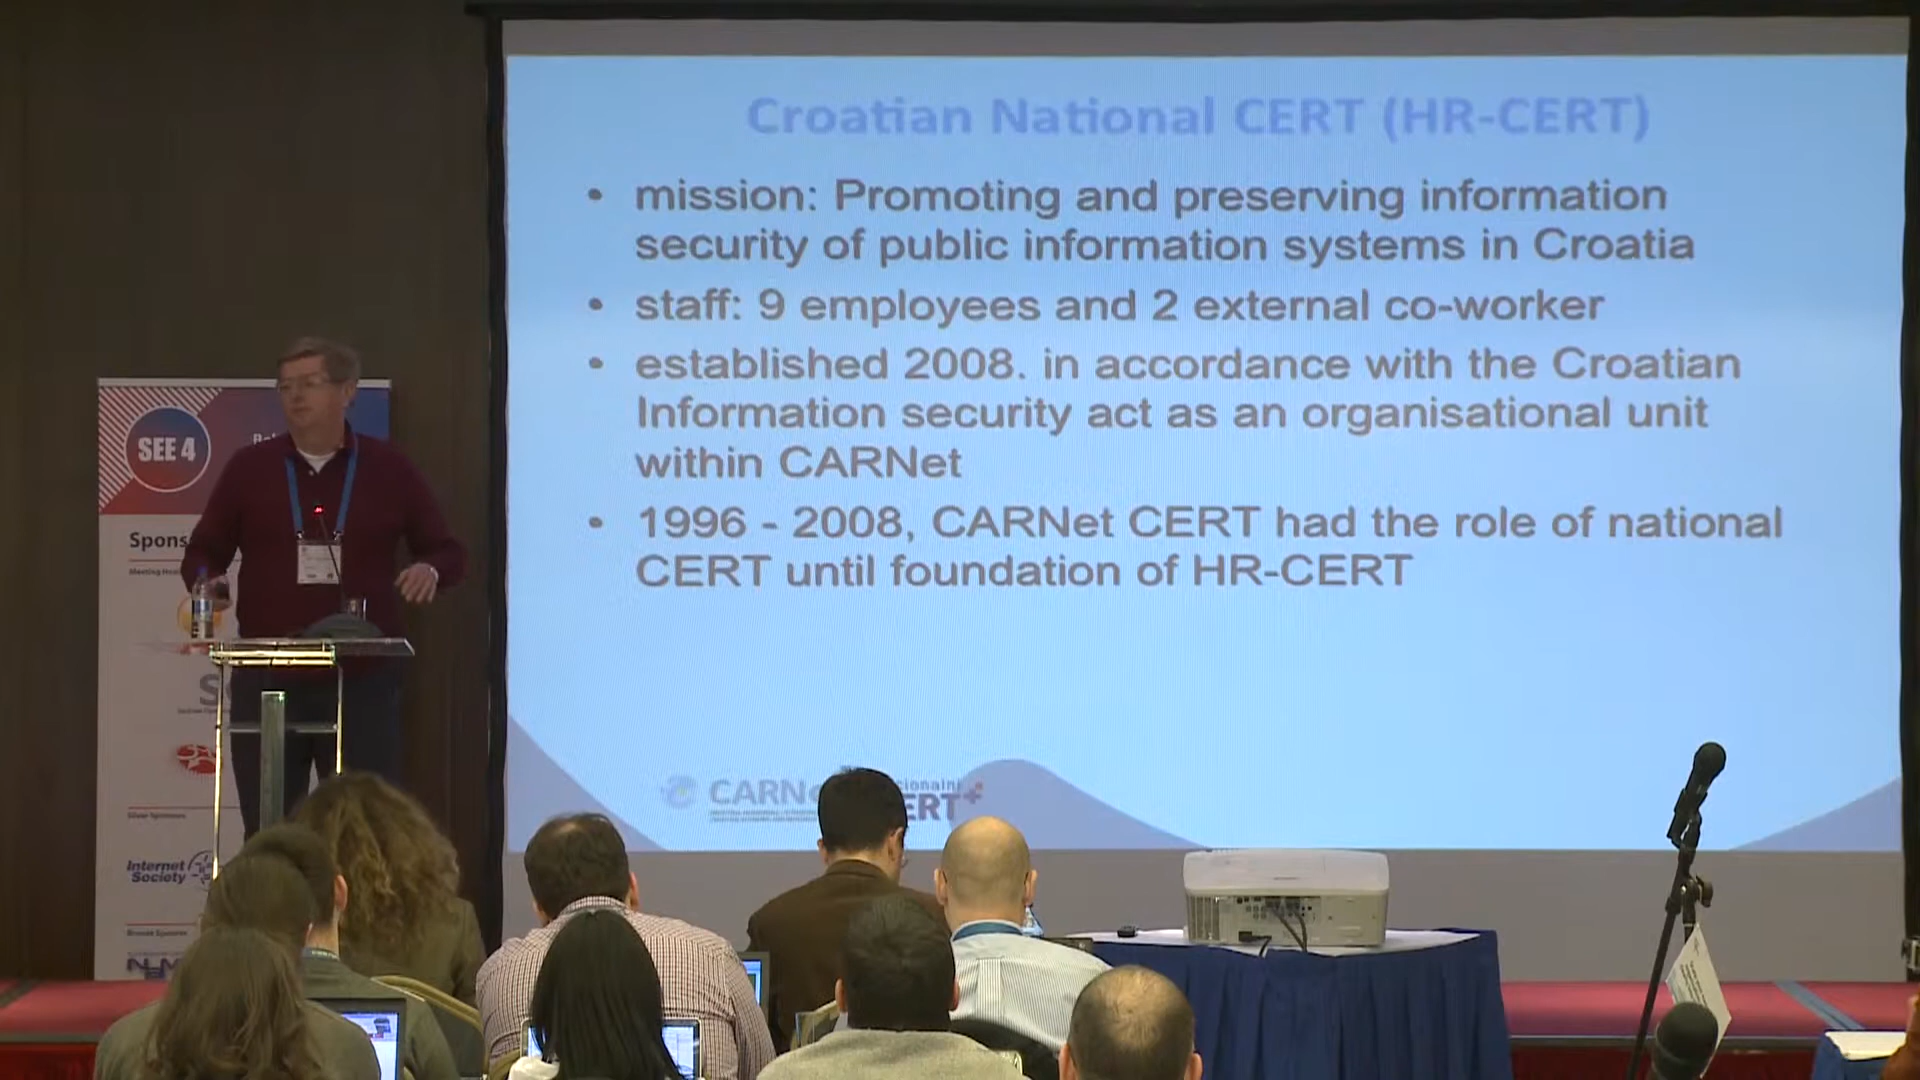 Croatian National CERT (HR-CERT)
• mission: Promoting and preserving information
security of public information systems in Croatia
• staff: 9 employees and 2 external co-worker
• established 2008. in accordance with the Croatian
Information security act as an organisational unit
within CARNet
• 1996 - 2008, CARNet CERT had the role of national
CERT until foundation of HR-CERT
CARN
ERT
SEE 4
Spons
Internet
Society